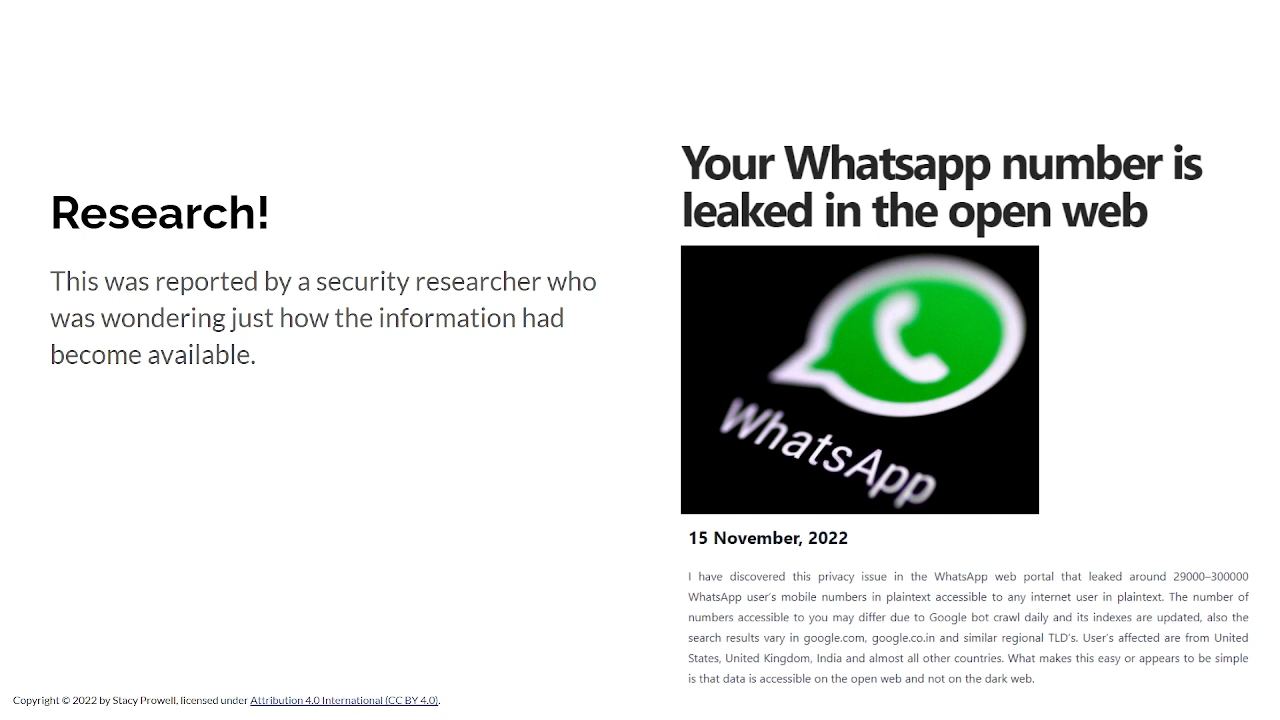 Research!
This was reported by a security researcher who
was wondering just how the information had
become available.
Your Whatsapp number is
leaked in the open web
WhatsApp
15 November, 2022
I have discovered this privacy issue in the WhatsApp web portal that leaked around 29000–300000
WhatsApp user's mobile numbers in plaintext accessible to any internet user in plaintext. The number of
numbers accessible to you may differ due to Google bot crawl daily and its indexes are updated, also the
search results vary in google.com, google.co.in and similar regional TLD's. User's affected are from United
States, United Kingdom, India and almost all other countries. What makes this easy or appears to be simple
is that data is accessible on the open web and not on the dark web.
Copyright © 2022 by Stacy Prowell, licensed under Attribution 4.0 International (CC BY 4.0).